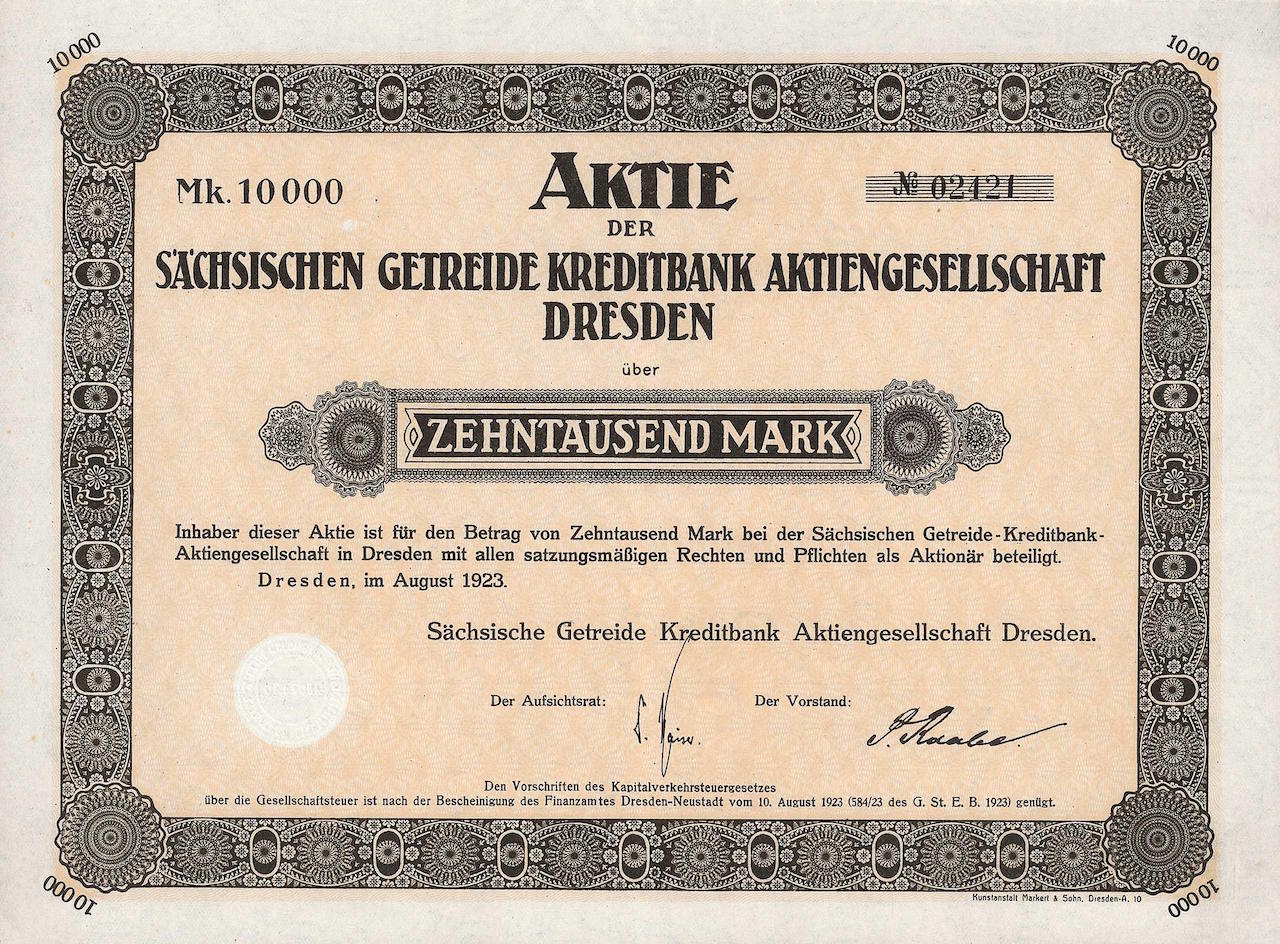 10000
10000
Mk. 10000
AKTIE
№ 02421
DER
SÄCHSISCHEN GETREIDE KREDITBANK AKTIENGESELLSCHAFT
DRESDEN
über
ZEHNTAUSEND MARK
Inhaber dieser Aktie ist für den Betrag von Zehntausend Mark bei der Sächsischen Getreide-Kreditbank-
Aktiengesellschaft in Dresden mit allen satzungsmäßigen Rechten und Pflichten als Aktionär beteiligt.
Dresden, im August 1923.
Sächsische Getreide Kreditbank Aktiengesellschaft Dresden.
Der Aufsichtsrat:
Der Vorstand:
Den Vorschriften des Kapitalverkehrsteuergesetzes
über die Gesellschaftsteuer ist nach der Bescheinigung des Finanzamtes Dresden-Neustadt vom 10. August 1923 (584/23 des G. St. E. B. 1923) genügt.
10000
10000
Kunstanstalt Markert & Sohn, Dresden-A. 10